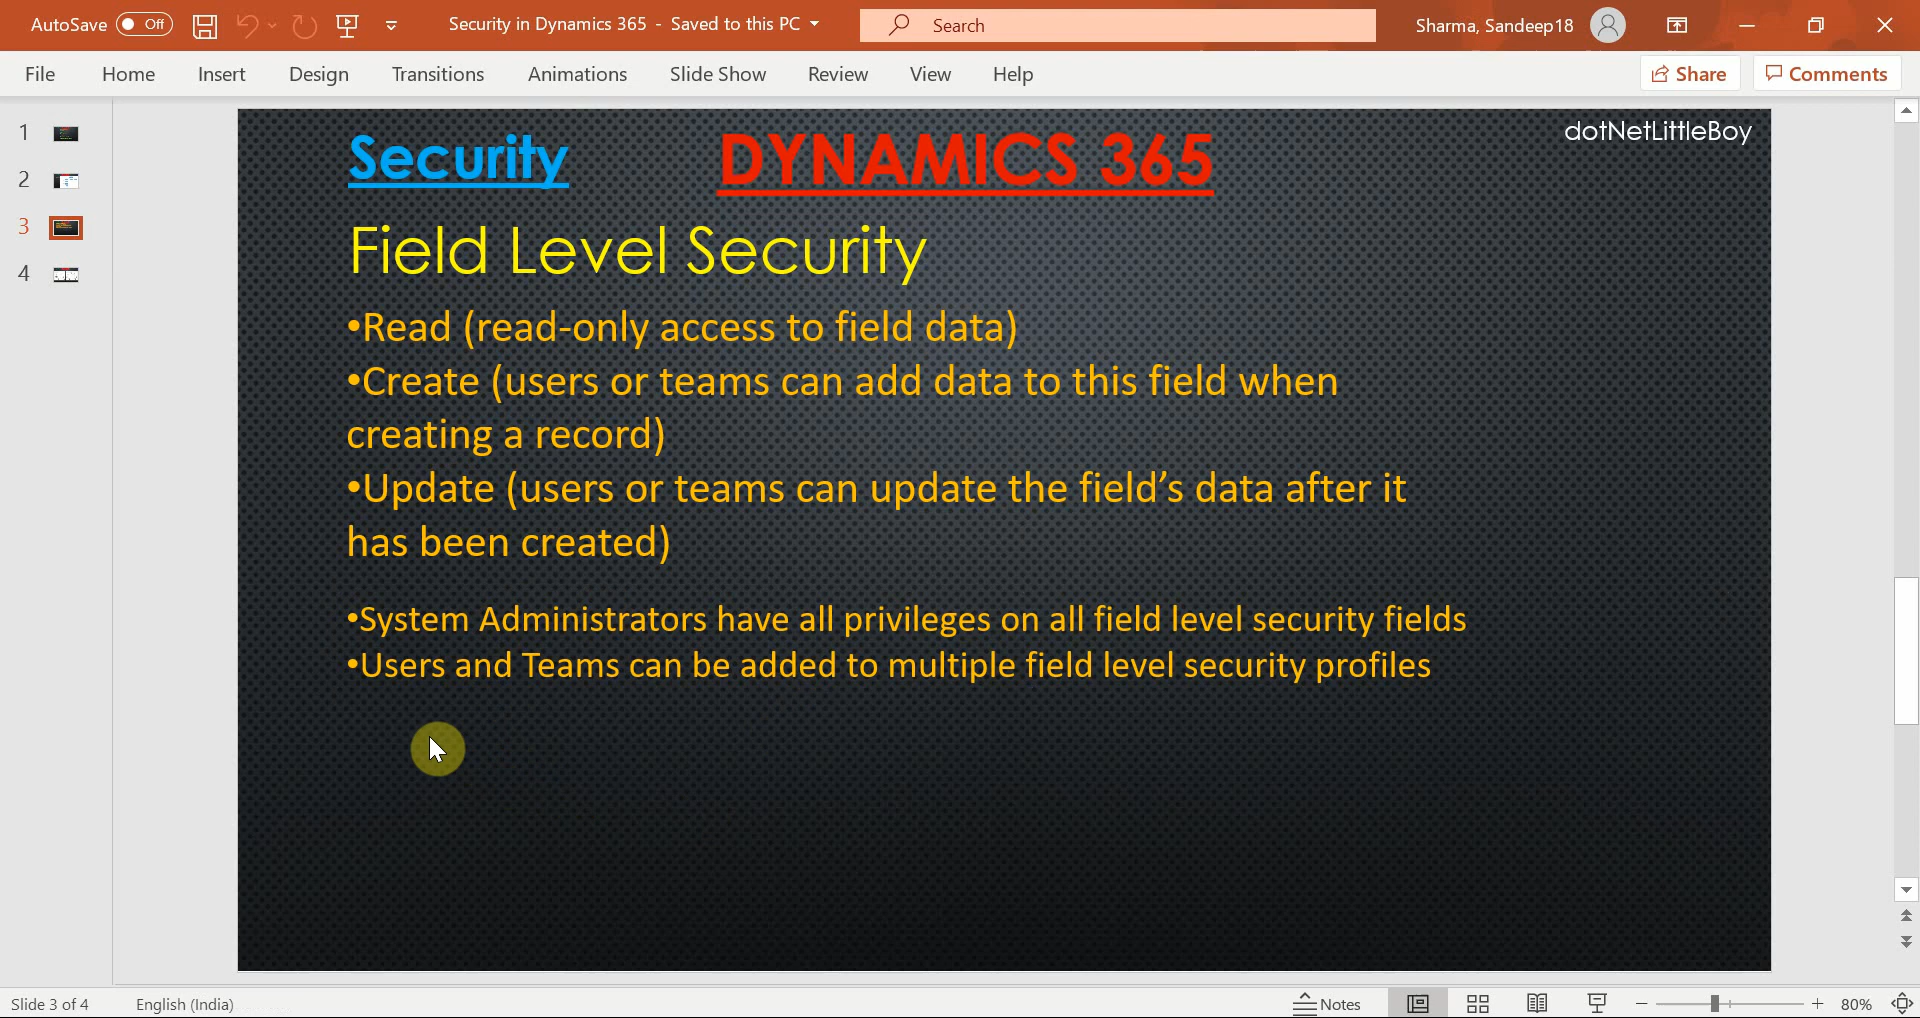 AutoSave Off Security in Dynamics 365 - Saved to this PC Search Sharma, Sandeep18
File Home Insert Design Transitions Animations Slide Show Review View Help Share Comments
1
2
3
4
dotNetLittleBoy
Security DYNAMICS 365
Field Level Security
•Read (read-only access to field data)
•Create (users or teams can add data to this field when
creating a record)
•Update (users or teams can update the field’s data after it
has been created)
•System Administrators have all privileges on all field level security fields
•Users and Teams can be added to multiple field level security profiles
Slide 3 of 4 English (India) Notes 80%